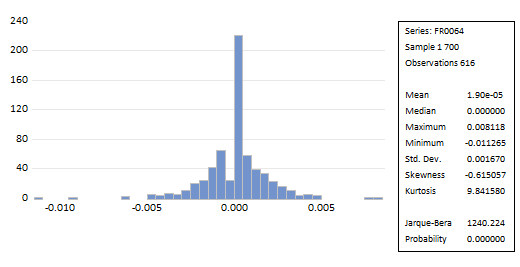 240
200
160
120
80
40
0
-0.010 -0.005 0.000 0.005
Series: FR0064
Sample 1 700
Observations 616
Mean 1.90e-05
Median 0.000000
Maximum 0.008118
Minimum -0.011265
Std. Dev. 0.001670
Skewness -0.615057
Kurtosis 9.841580
Jarque-Bera 1240.224
Probability 0.000000